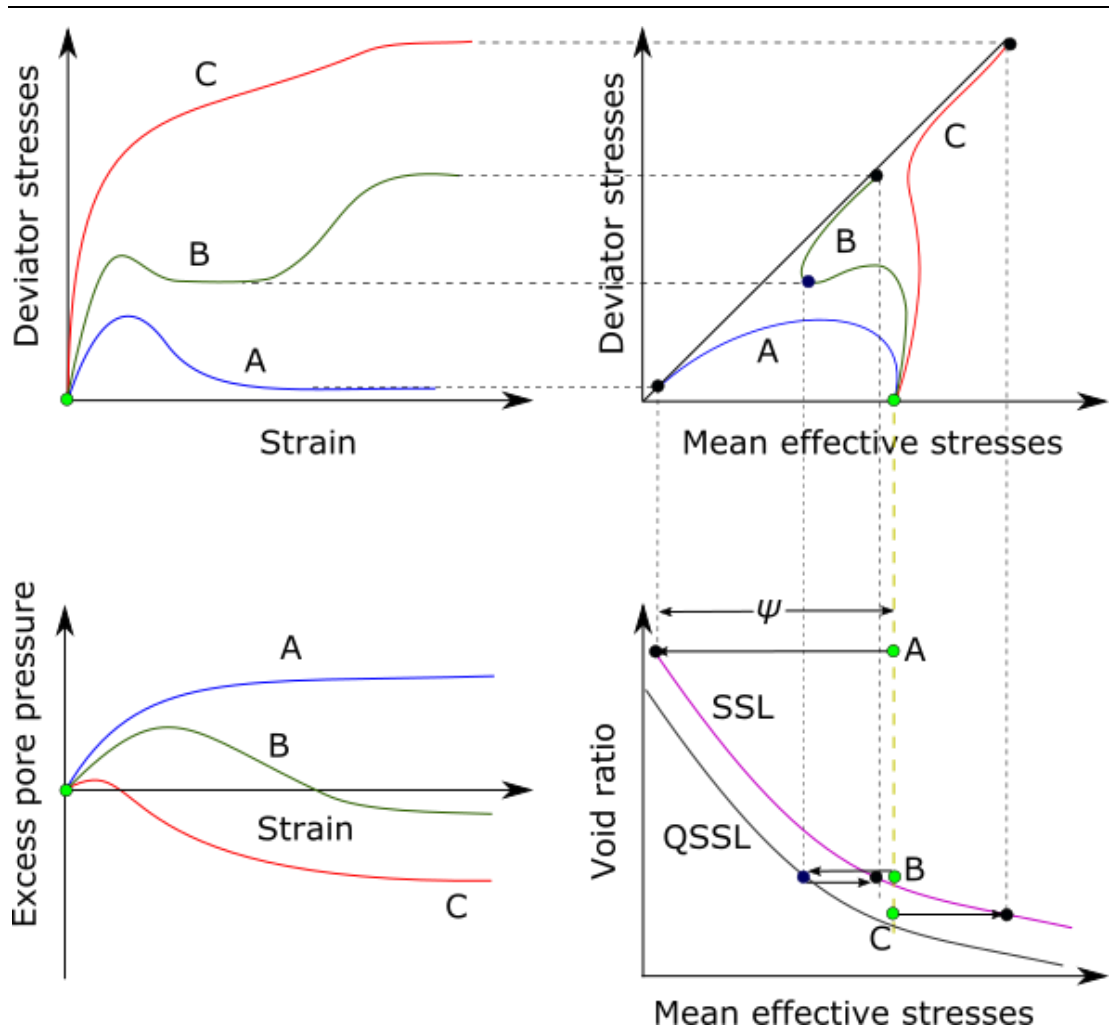 Deviator stresses
C
B
A
Strain
Deviator stresses
C
B
A
Mean effective stresses
Excess pore pressure
A
B
Strain
C
Void ratio
ψ
A
SSL
QSSL
B
C
Mean effective stresses